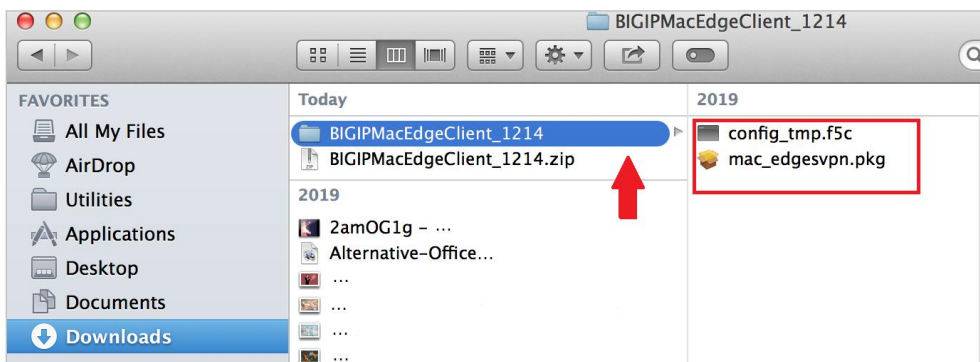 BIGIPMacEdgeClient_1214
FAVORITES
All My Files
AirDrop
Utilities
Applications
Desktop
Documents
Downloads
Today
BIGIPMacEdgeClient_1214
BIGIPMacEdgeClient_1214.zip
2019
2amOG1g – ...
Alternative-Office...
...
...
...
...
2019
config_tmp.f5c
mac_edgesvpn.pkg